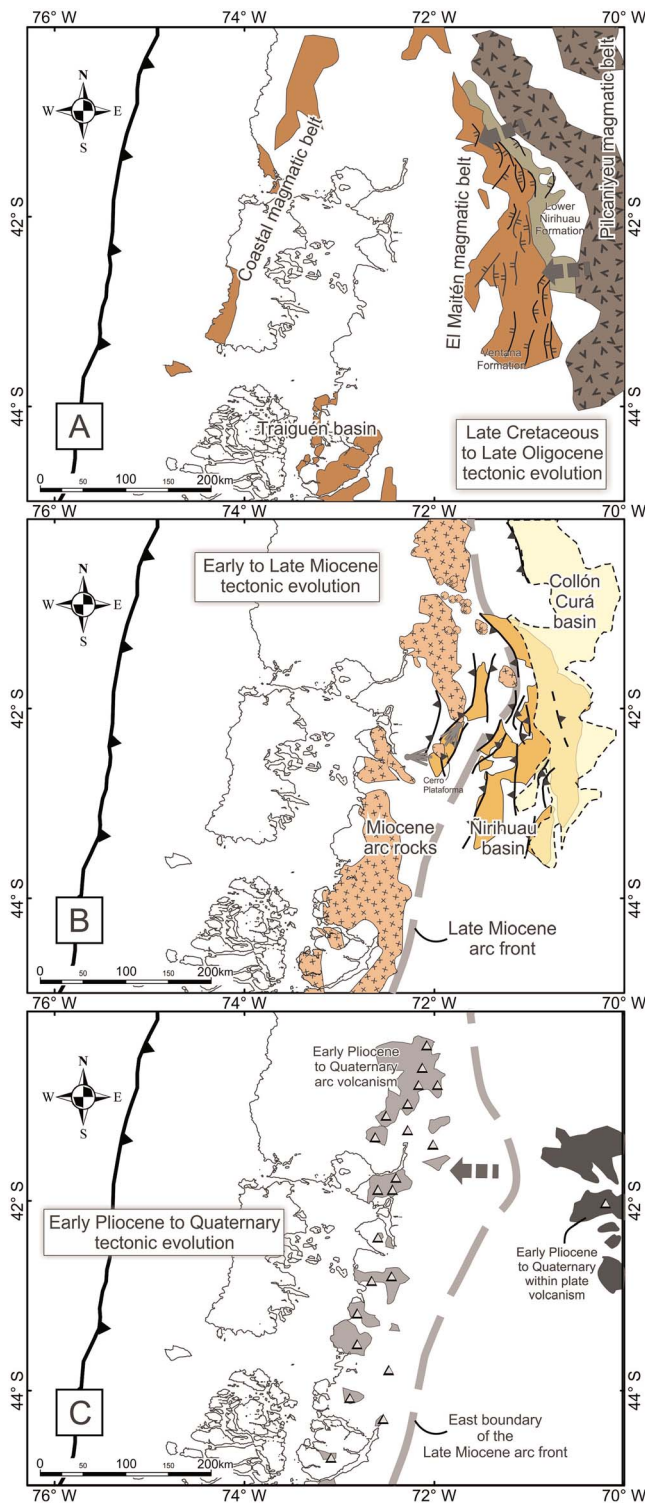 76° W
74° W
72° W
70° W
N
W
E
S
Coastal magmatic belt
El Maitén magmatic belt
Pilcaniyeu magmatic belt
Lower
Ñirihuau
Formation
Ventana
Formation
Traiguén basin
42° S
44° S
A
Late Cretaceous
to Late Oligocene
tectonic evolution
0 50 100 150 200km
76° W
74° W
72° W
70° W
Early to Late Miocene
tectonic evolution
N
W
E
S
Collón
Curá
basin
42° S
Cerro
Plataforma
Miocene
arc rocks
Ñirihuau
basin
44° S
B
Late Miocene
arc front
0 50 100 150 200km
76° W
74° W
72° W
70° W
N
W
E
S
Early Pliocene
to Quaternary
arc volcanism
42° S
Early Pliocene to Quaternary
tectonic evolution
Early Pliocene
to Quaternary
within plate
volcanism
44° S
C
East boundary
of the
Late Miocene arc front
0 50 100 150 200km
76° W
74° W
72° W
70° W